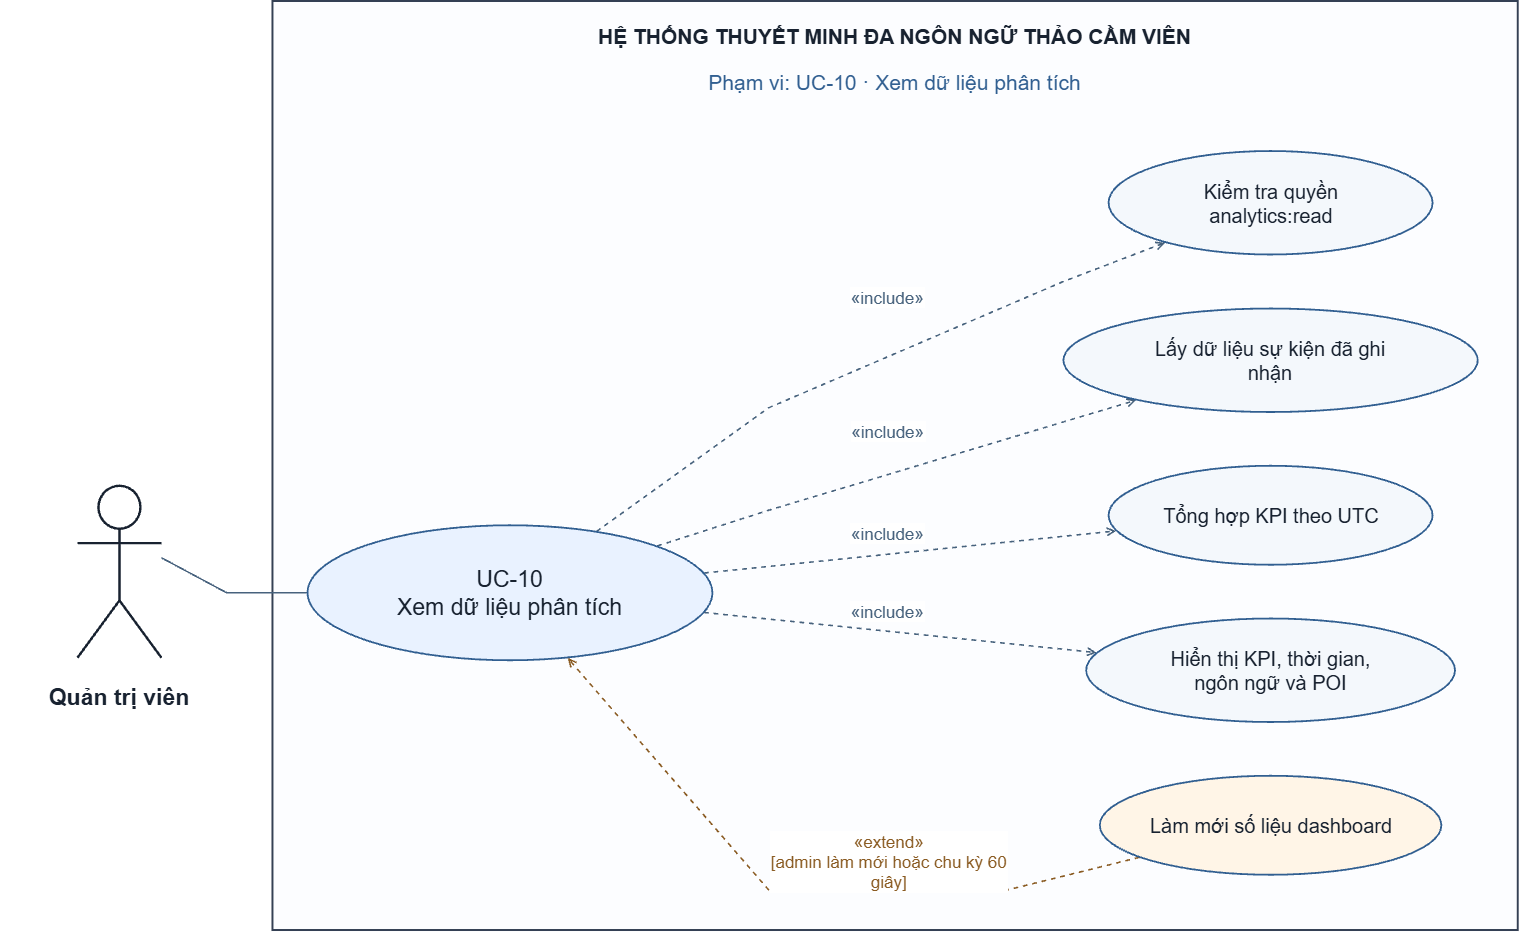 HỆ THỐNG THUYẾT MINH ĐA NGÔN NGỮ THẢO CẦM VIÊN
Phạm vi: UC-10 · Xem dữ liệu phân tích
Kiểm tra quyền
analytics:read
«include»
Lấy dữ liệu sự kiện đã ghi
nhận
«include»
Tổng hợp KPI theo UTC
«include»
UC-10
Xem dữ liệu phân tích
«include»
Hiển thị KPI, thời gian,
ngôn ngữ và POI
Quản trị viên
Làm mới số liệu dashboard
«extend»
[admin làm mới hoặc chu kỳ 60
giây]